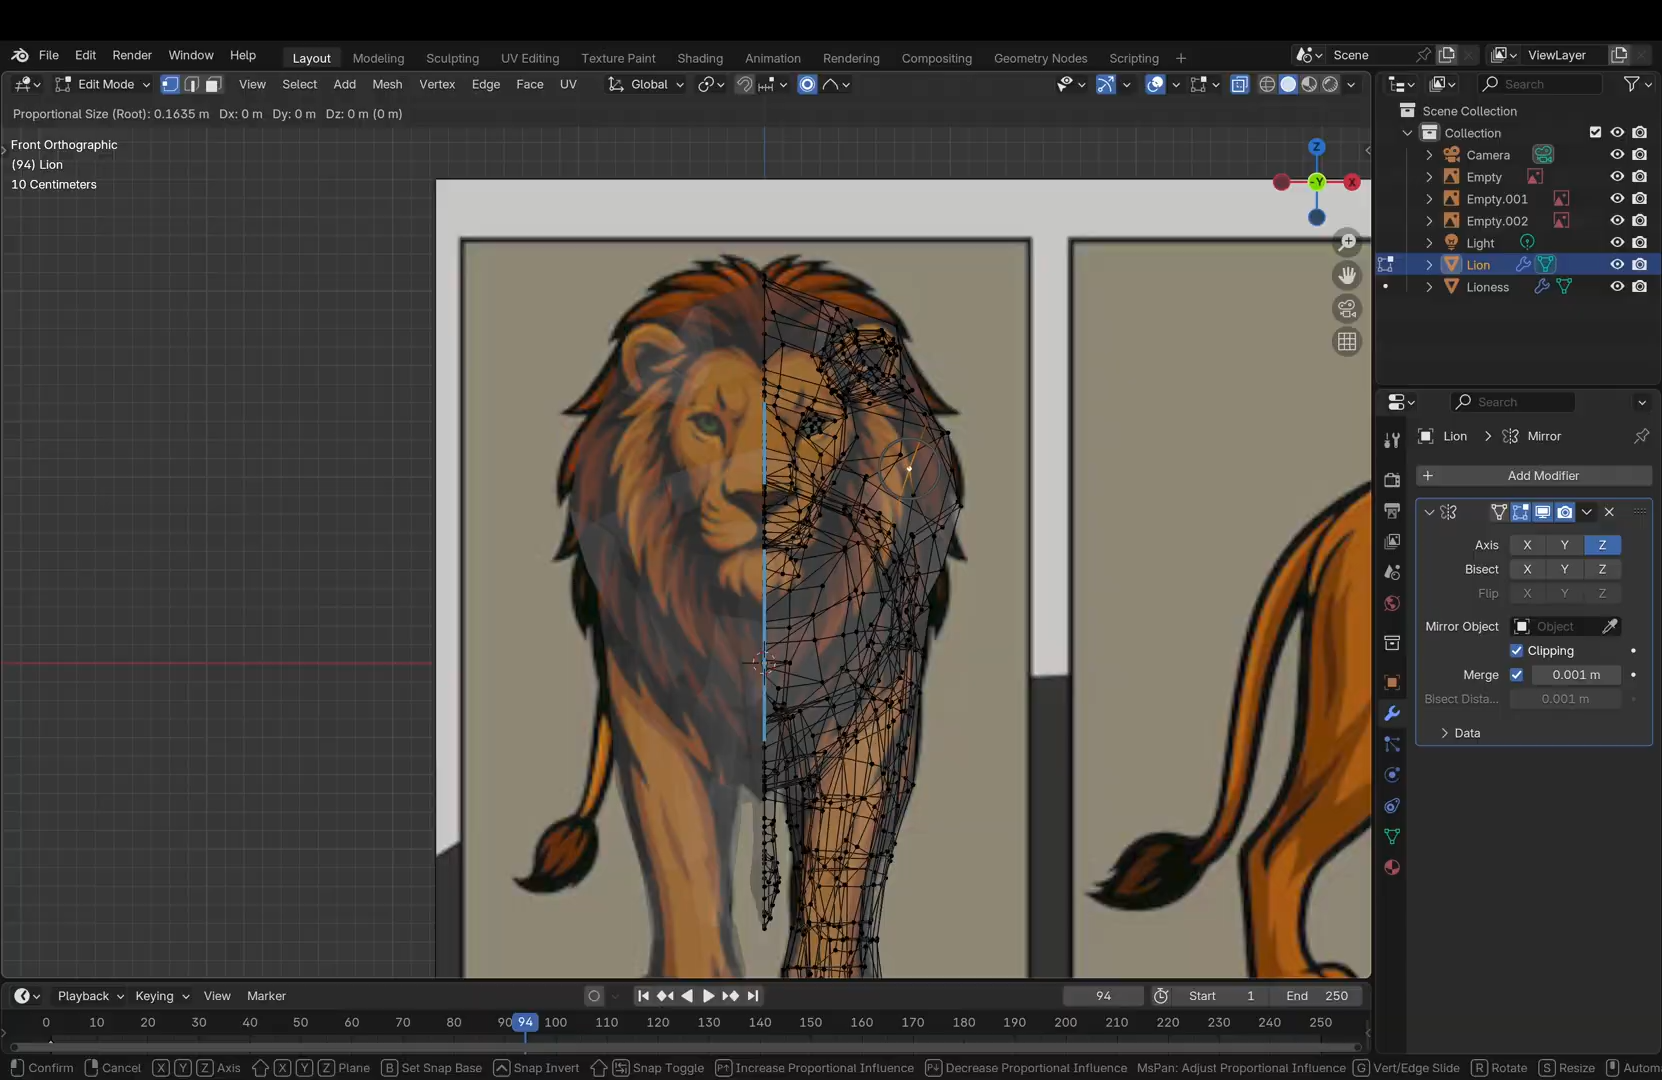 File Edit Render Window Help Layout Modeling Sculpting UV Editing Texture Paint Shading Animation Rendering Compositing Geometry Nodes Scripting + Scene ViewLayer
Edit Mode View Select Add Mesh Vertex Edge Face UV Global Search
Proportional Size (Root): 0.1635 m Dx: 0 m Dy: 0 m Dz: 0 m (0 m)
Front Orthographic
(94) Lion
10 Centimeters
Z
-Y X
Scene Collection
Collection
Camera
Empty
Empty.001
Empty.002
Light
Lion
Lioness
Search
Lion > Mirror
+ Add Modifier
Axis X Y Z
Bisect X Y Z
Flip X Y Z
Mirror Object Object
Clipping
Merge 0.001 m
Bisect Dista... 0.001 m
Data
Playback Keying View Marker 94 Start 1 End 250
0 10 20 30 40 50 60 70 80 90 94 100 110 120 130 140 150 160 170 180 190 200 210 220 230 240 250
Confirm Cancel X Y Z Axis X Y Z Plane B Set Snap Base Snap Invert Snap Toggle Increase Proportional Influence Decrease Proportional Influence MsPan: Adjust Proportional Influence G Vert/Edge Slide R Rotate S Resize